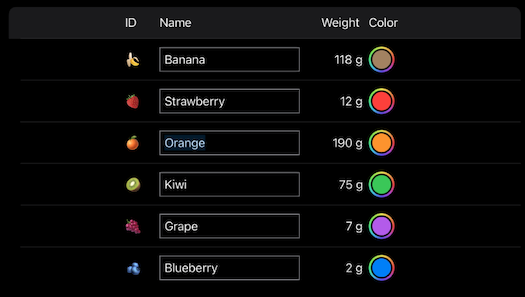 ID Name Weight Color
Banana 118 g
Strawberry 12 g
Orange 190 g
Kiwi 75 g
Grape 7 g
Blueberry 2 g